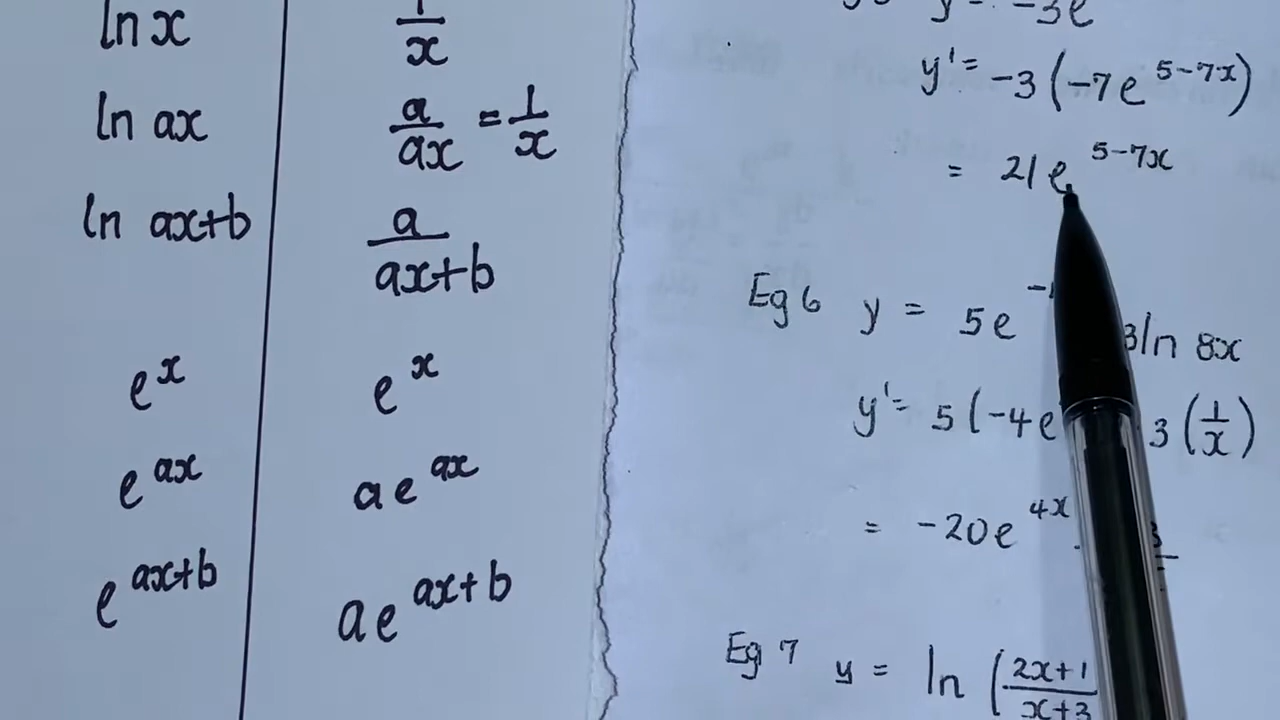 ln x 1/x
ln ax a/ax = 1/x
ln ax+b a/(ax+b)
e^x e^x
e^(ax) ae^(ax)
e^(ax+b) ae^(ax+b)
y = -3e
y' = -3(-7e^(5-7x))
= 21e^(5-7x)
Eg 6 y = 5e^- 3ln 8x
y' = 5(-4e 3(1/x)
= -20e^(4x) 3
Eg 7 y = ln (2x+1/x+3